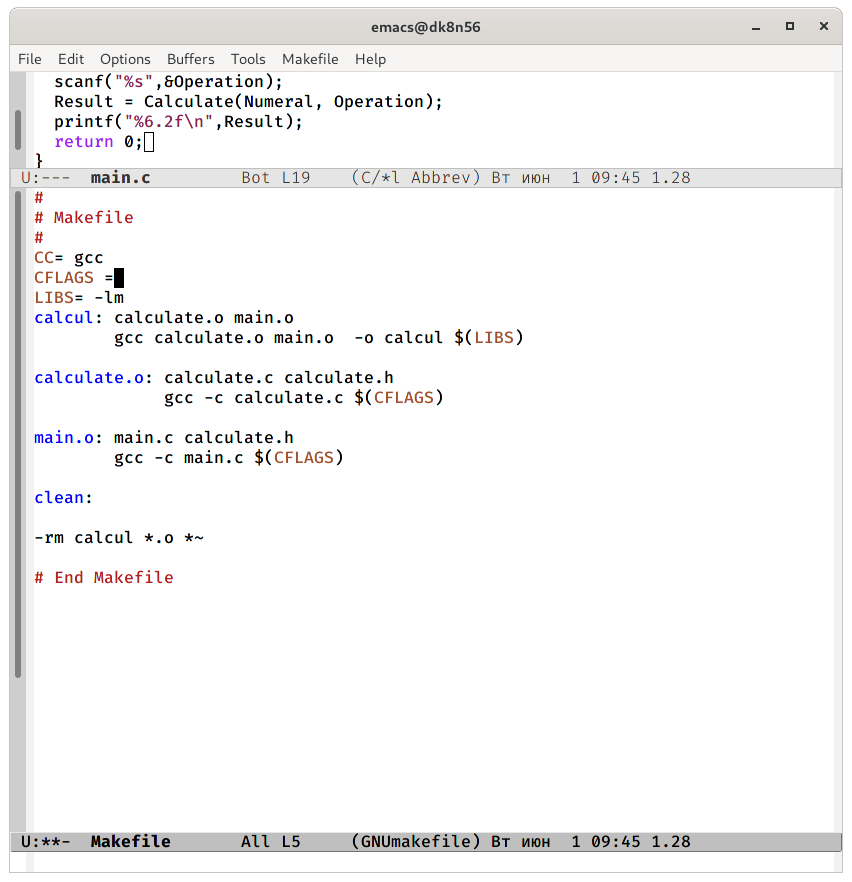 emacs@dk8n56
File Edit Options Buffers Tools Makefile Help
  scanf("%s",&Operation);
  Result = Calculate(Numeral, Operation);
  printf("%6.2f\n",Result);
  return 0;
}
U:--- main.c Bot L19 (C/*l Abbrev) Вт июн 1 09:45 1.28
#
# Makefile
#
CC= gcc
CFLAGS =
LIBS= -lm
calcul: calculate.o main.o
        gcc calculate.o main.o  -o calcul $(LIBS)
calculate.o: calculate.c calculate.h
             gcc -c calculate.c $(CFLAGS)
main.o: main.c calculate.h
        gcc -c main.c $(CFLAGS)
clean:
-rm calcul *.o *~
# End Makefile
U:**- Makefile All L5 (GNUmakefile) Вт июн 1 09:45 1.28